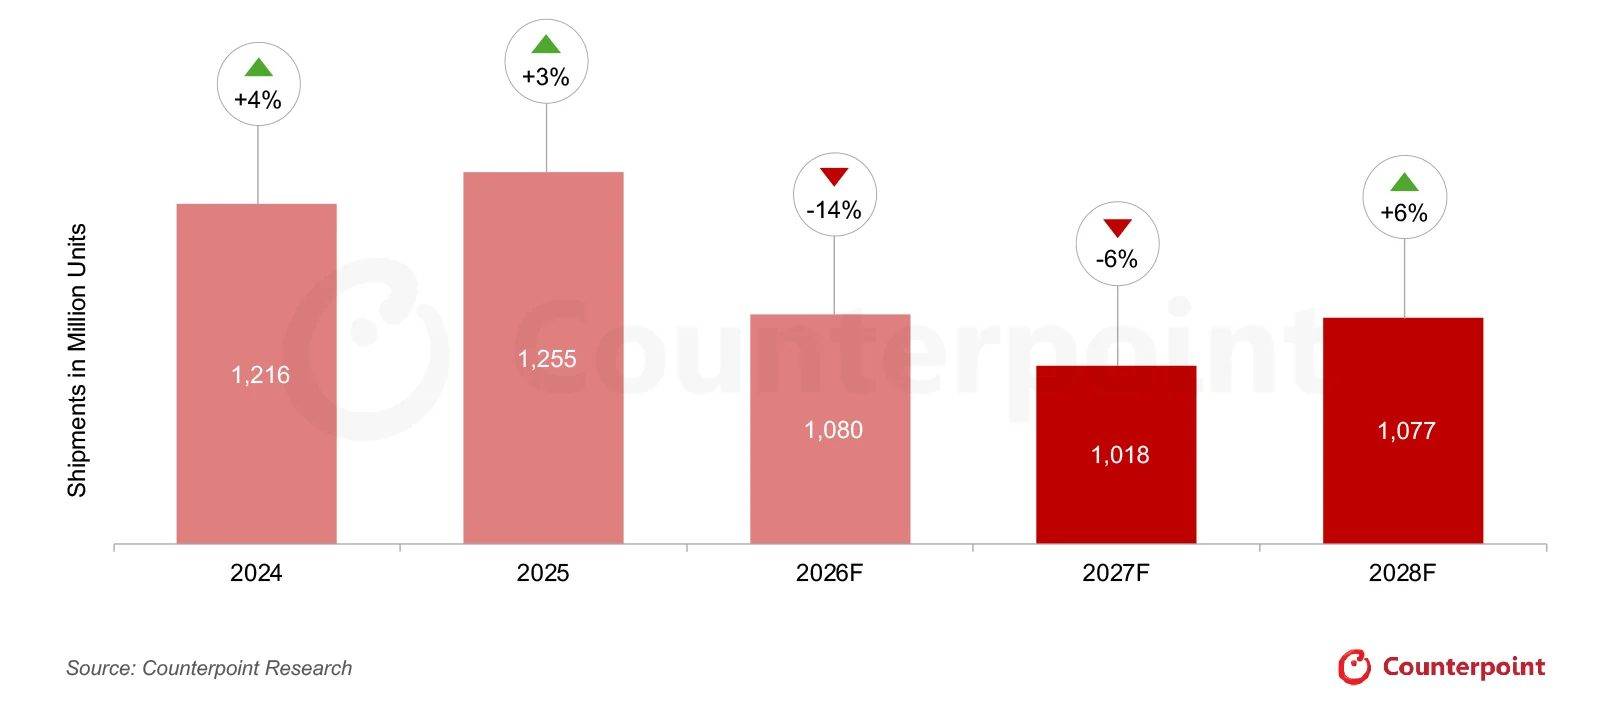 +4%
+3%
-14%
-6%
+6%
Shipments in Million Units
1,216
1,255
1,080
1,018
1,077
Counterpoint
2024
2025
2026F
2027F
2028F
Source: Counterpoint Research
Counterpoint